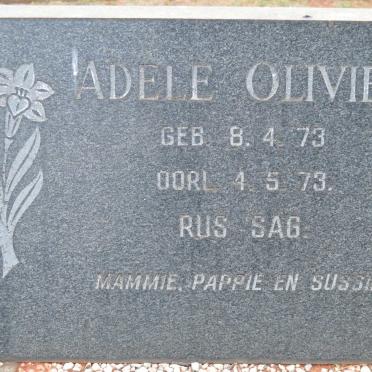 ADELE OLIVIE
GEB. 8. 4. 73
OORL. 4. 5. 73.
RUS SAG.
MAMMIE, PAPPIE EN SUSSI